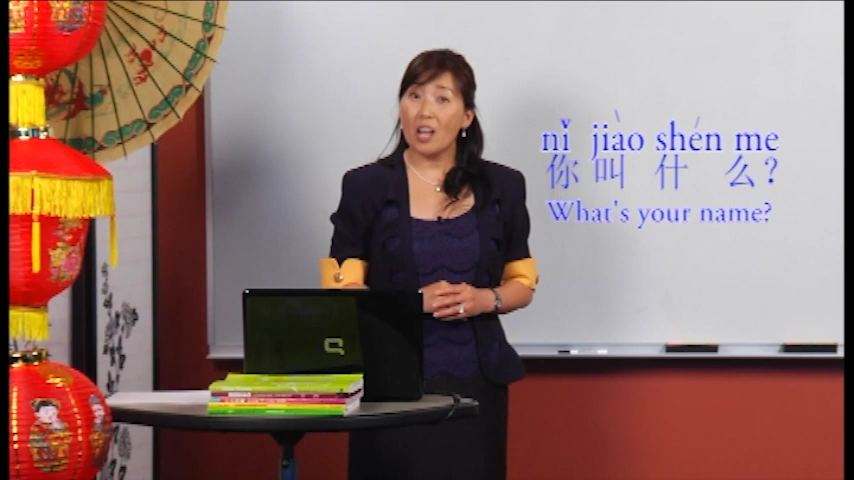 nǐ jiào shén me
你 叫 什 么?
What's your name?